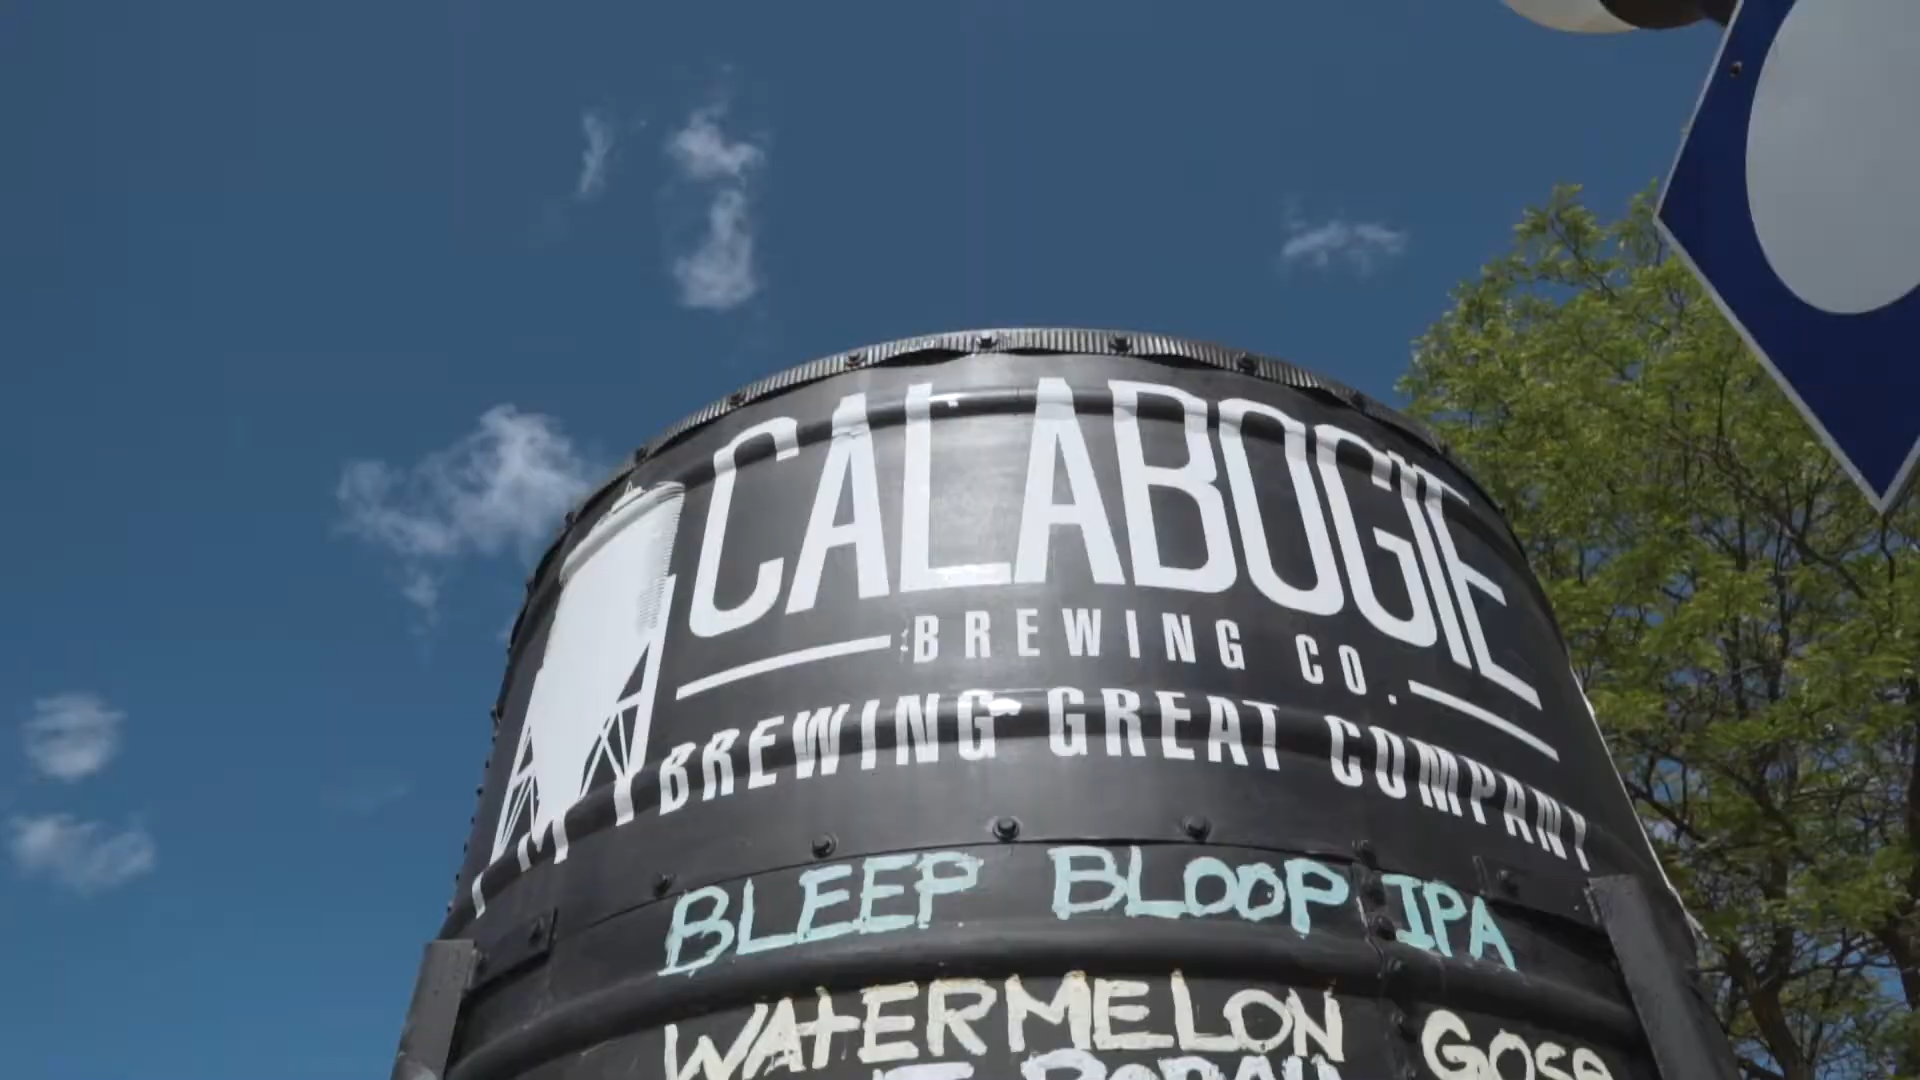 CALABOGIE
BREWING CO.
BREWING GREAT COMPANY
BLEEP BLOOP IPA
WATERMELON GOSE